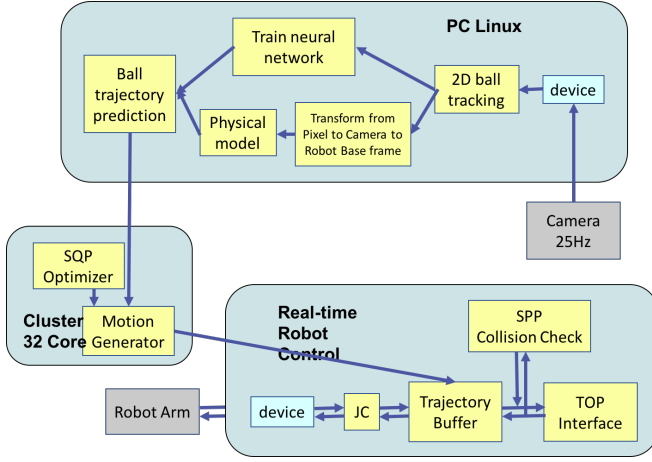 PC Linux
Train neural
network
Ball
trajectory
prediction
2D ball
tracking
device
Physical
model
Transform from
Pixel to Camera to
Robot Base frame
Camera
25Hz
SQP
Optimizer
Cluster
32 Core
Motion
Generator
Real-time
Robot
Control
SPP
Collision Check
Robot Arm
device
JC
Trajectory
Buffer
TOP
Interface